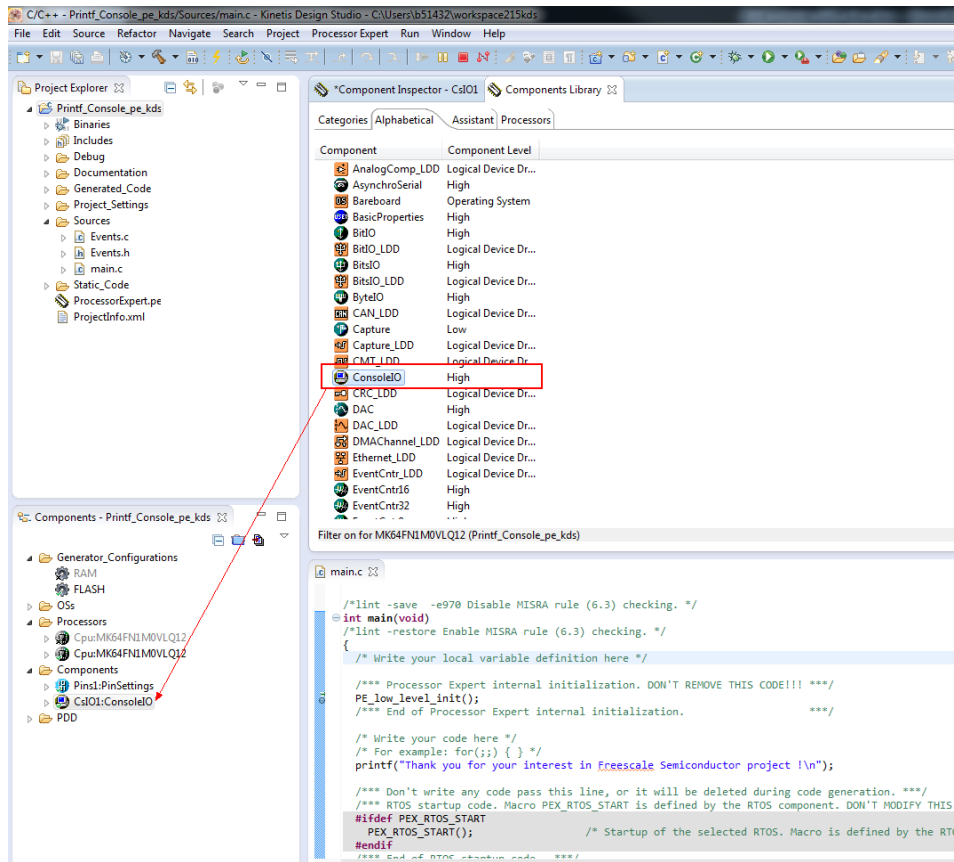 C/C++ - Printf_Console_pe_kds/Sources/main.c - Kinetis Design Studio - C:\Users\b51432\workspace215kds
File Edit Source Refactor Navigate Search Project Processor Expert Run Window Help
Project Explorer
Printf_Console_pe_kds
Binaries
Includes
Debug
Documentation
Generated_Code
Project_Settings
Sources
Events.c
Events.h
main.c
Static_Code
ProcessorExpert.pe
ProjectInfo.xml
*Component Inspector - CsIO1 Components Library
Categories Alphabetical Assistant Processors
Component Component Level
AnalogComp_LDD Logical Device Dr...
AsynchroSerial High
Bareboard Operating System
BasicProperties High
BitIO High
BitIO_LDD Logical Device Dr...
BitsIO High
BitsIO_LDD Logical Device Dr...
ByteIO High
CAN_LDD Logical Device Dr...
Capture Low
Capture_LDD Logical Device Dr...
CMT_LDD Logical Device Dr...
ConsoleIO High
CRC_LDD Logical Device Dr...
DAC High
DAC_LDD Logical Device Dr...
DMAChannel_LDD Logical Device Dr...
Ethernet_LDD Logical Device Dr...
EventCntr_LDD Logical Device Dr...
EventCntr16 High
EventCntr32 High
Filter on for MK64FN1M0VLQ12 (Printf_Console_pe_kds)
Components - Printf_Console_pe_kds
Generator_Configurations
RAM
FLASH
OSs
Processors
Cpu:MK64FN1M0VLQ12
Cpu:MK64FN1M0VLQ12
Components
Pins1:PinSettings
CsIO1:ConsoleIO
PDD
main.c
/*lint -save -e970 Disable MISRA rule (6.3) checking. */
int main(void)
/*lint -restore Enable MISRA rule (6.3) checking. */
{
/* Write your local variable definition here */
/*** Processor Expert internal initialization. DON'T REMOVE THIS CODE!!! ***/
PE_low_level_init();
/*** End of Processor Expert internal initialization. ***/
/* Write your code here */
/* For example: for(;;) { } */
printf("Thank you for your interest in Freescale Semiconductor project !\n");
/*** Don't write any code pass this line, or it will be deleted during code generation. ***/
/*** RTOS startup code. Macro PEX_RTOS_START is defined by the RTOS component. DON'T MODIFY THIS
#ifdef PEX_RTOS_START
PEX_RTOS_START(); /* Startup of the selected RTOS. Macro is defined by the RTO
#endif
/*** End of RTOS startup code. ***/